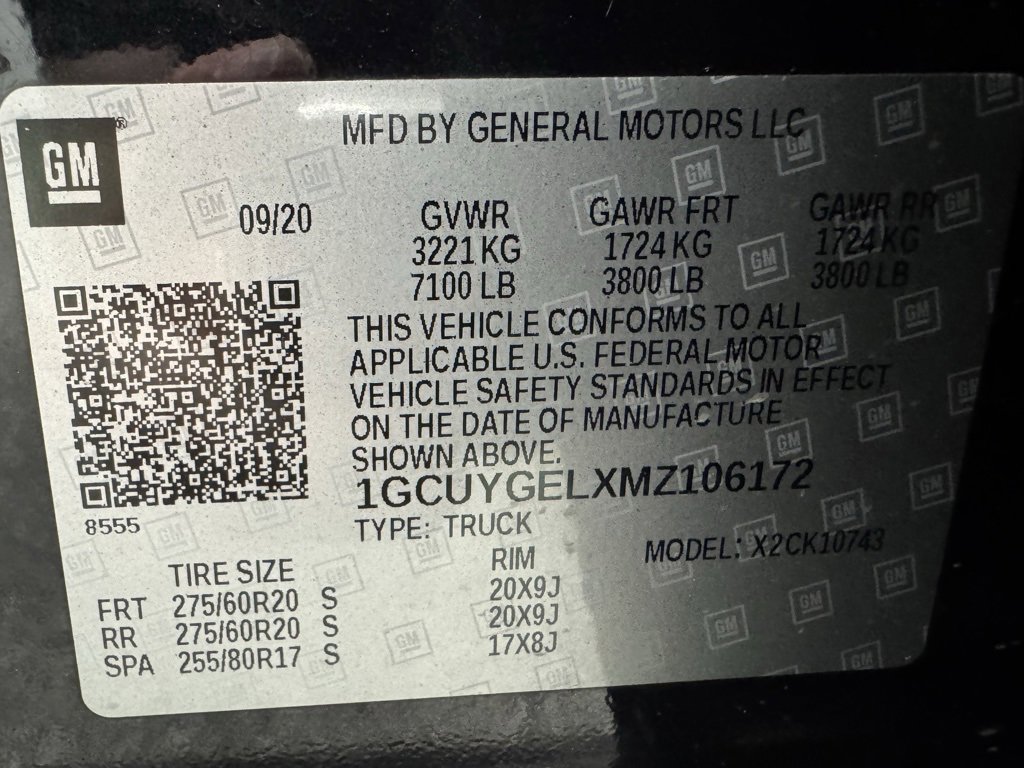 GM®
MFD BY GENERAL MOTORS LLC
09/20 GVWR GAWR FRT GAWR RR
3221 KG 1724 KG 1724 KG
7100 LB 3800 LB 3800 LB
THIS VEHICLE CONFORMS TO ALL
APPLICABLE U.S. FEDERAL MOTOR
VEHICLE SAFETY STANDARDS IN EFFECT
ON THE DATE OF MANUFACTURE
SHOWN ABOVE.
1GCUYGELXMZ106172
8555
TYPE: TRUCK
MODEL: X2CK10743
TIRE SIZE RIM
FRT 275/60R20 S 20X9J
RR 275/60R20 S 20X9J
SPA 255/80R17 S 17X8J